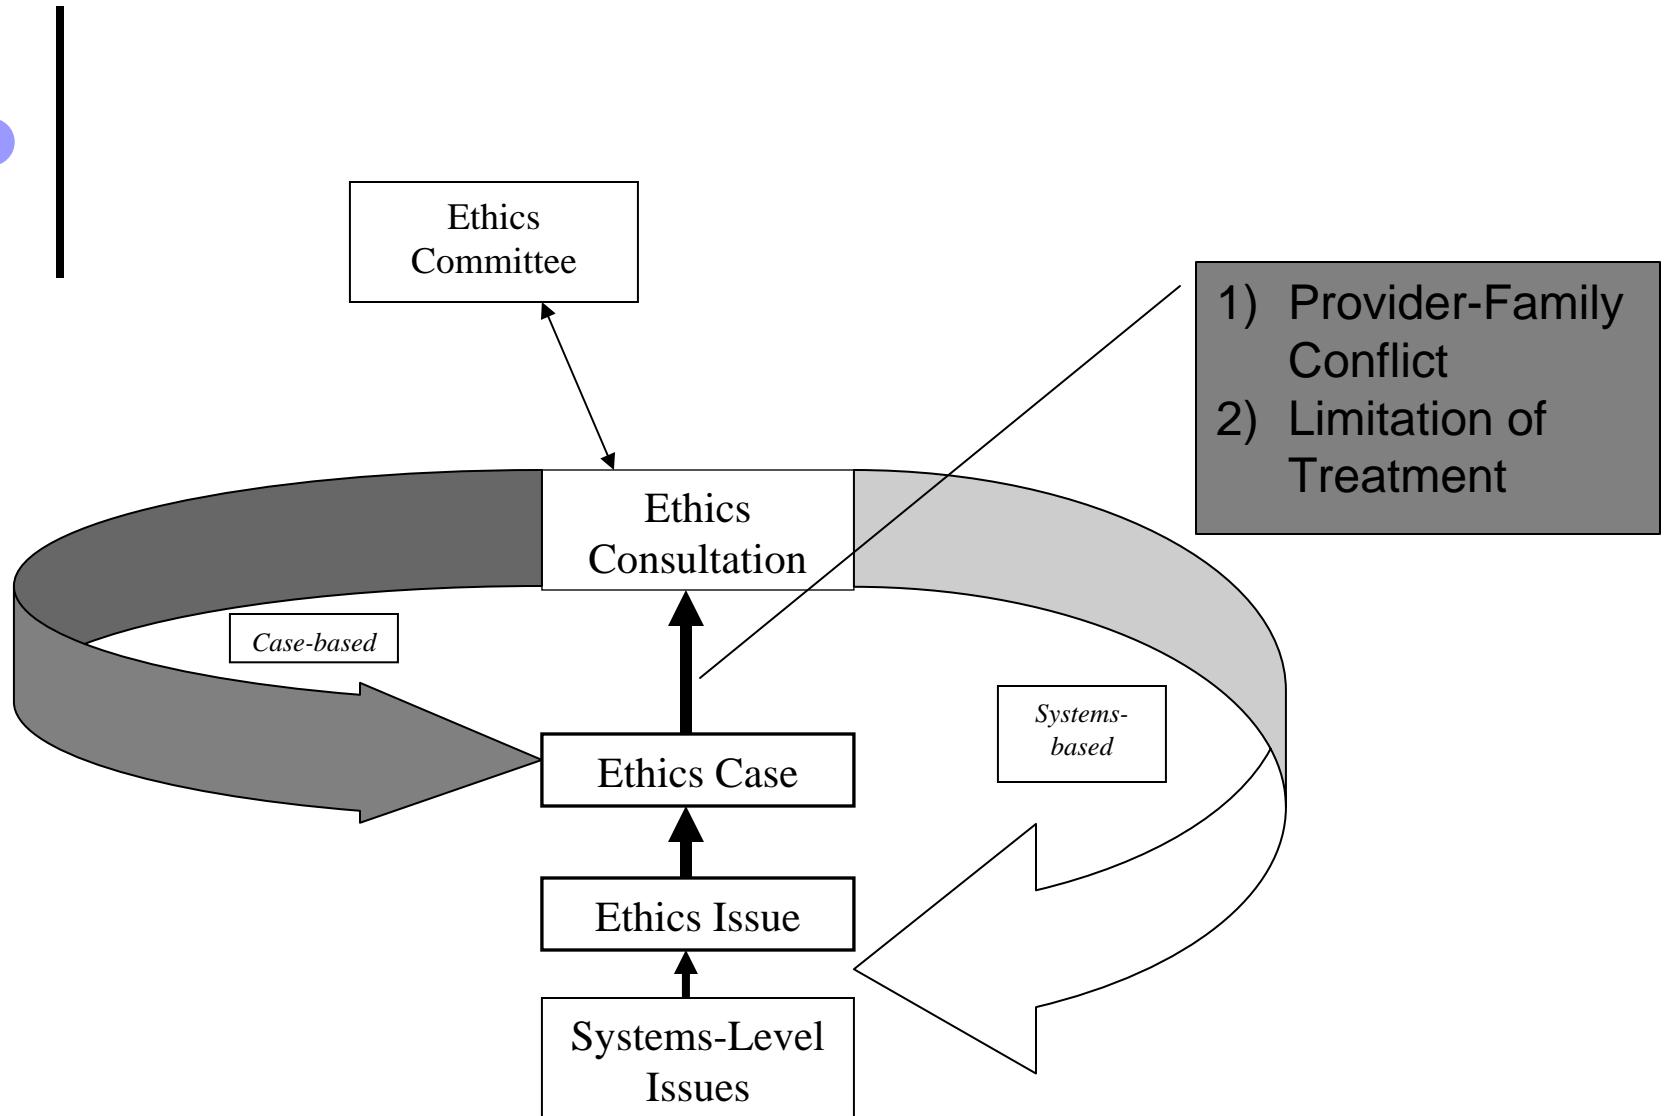 Ethics
Committee
1) Provider-Family
Conflict
2) Limitation of
Treatment
Ethics
Consultation
Case-based
Systems-
based
Ethics Case
Ethics Issue
Systems-Level
Issues